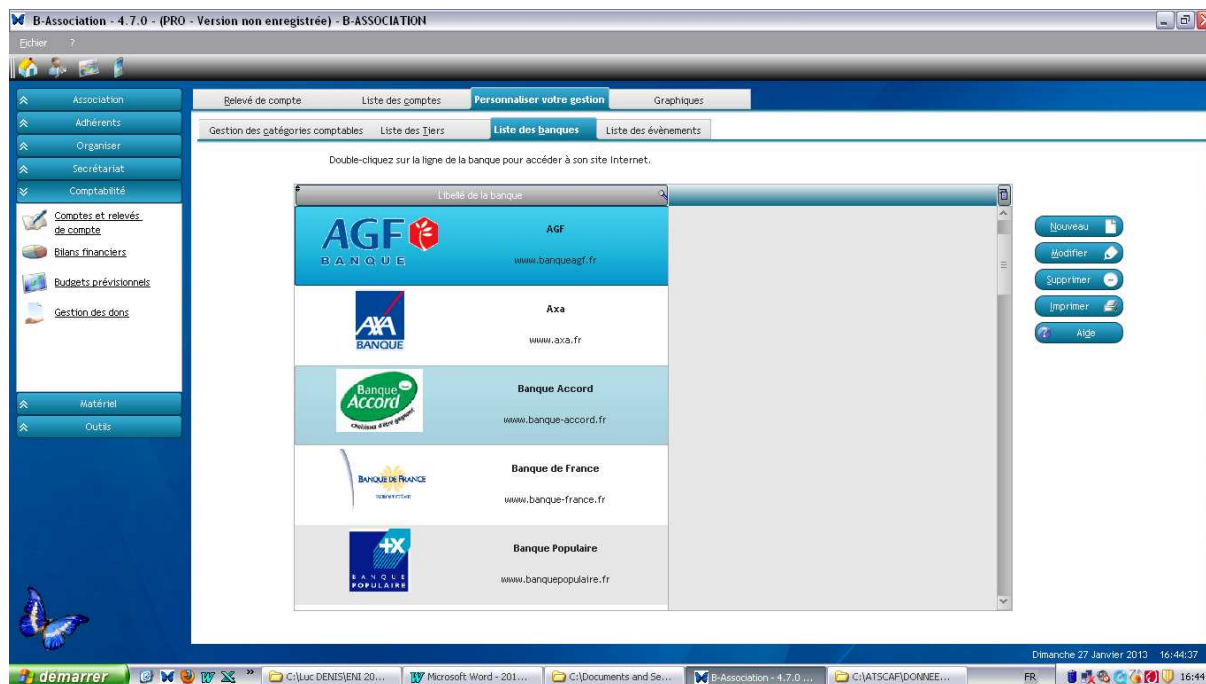 B-Association - 4.7.0 - (PRO - Version non enregistrée) - B-ASSOCIATION
Fichier ?
Association
Adhérents
Organiser
Secrétariat
Comptabilité
Comptes et relevés
de compte
Bilans financiers
Budgets prévisionnels
Gestion des dons
Matériel
Outils
Relevé de compte Liste des comptes Personnaliser votre gestion Graphiques
Gestion des catégories comptables Liste des Tiers Liste des banques Liste des évènements
Double-cliquez sur la ligne de la banque pour accéder à son site Internet.
Libellé de la banque
AGF
BANQUE
AGF
www.banqueagf.fr
AXA
BANQUE
Axa
www.axa.fr
Banque
Accord
Banque Accord
www.banque-accord.fr
BANQUE DE FRANCE
Banque de France
www.banque-france.fr
BANQUE
POPULAIRE
Banque Populaire
www.banquepopulaire.fr
Nouveau
Modifier
Supprimer
Imprimer
Aide
Dimanche 27 Janvier 2013 16:44:37
démarrer
C:\Luc DENIS\ENI 20...
Microsoft Word - 201...
C:\Documents and Se...
B-Association - 4.7.0 ...
C:\ATSCAF\DONNEE...
FR
16:44